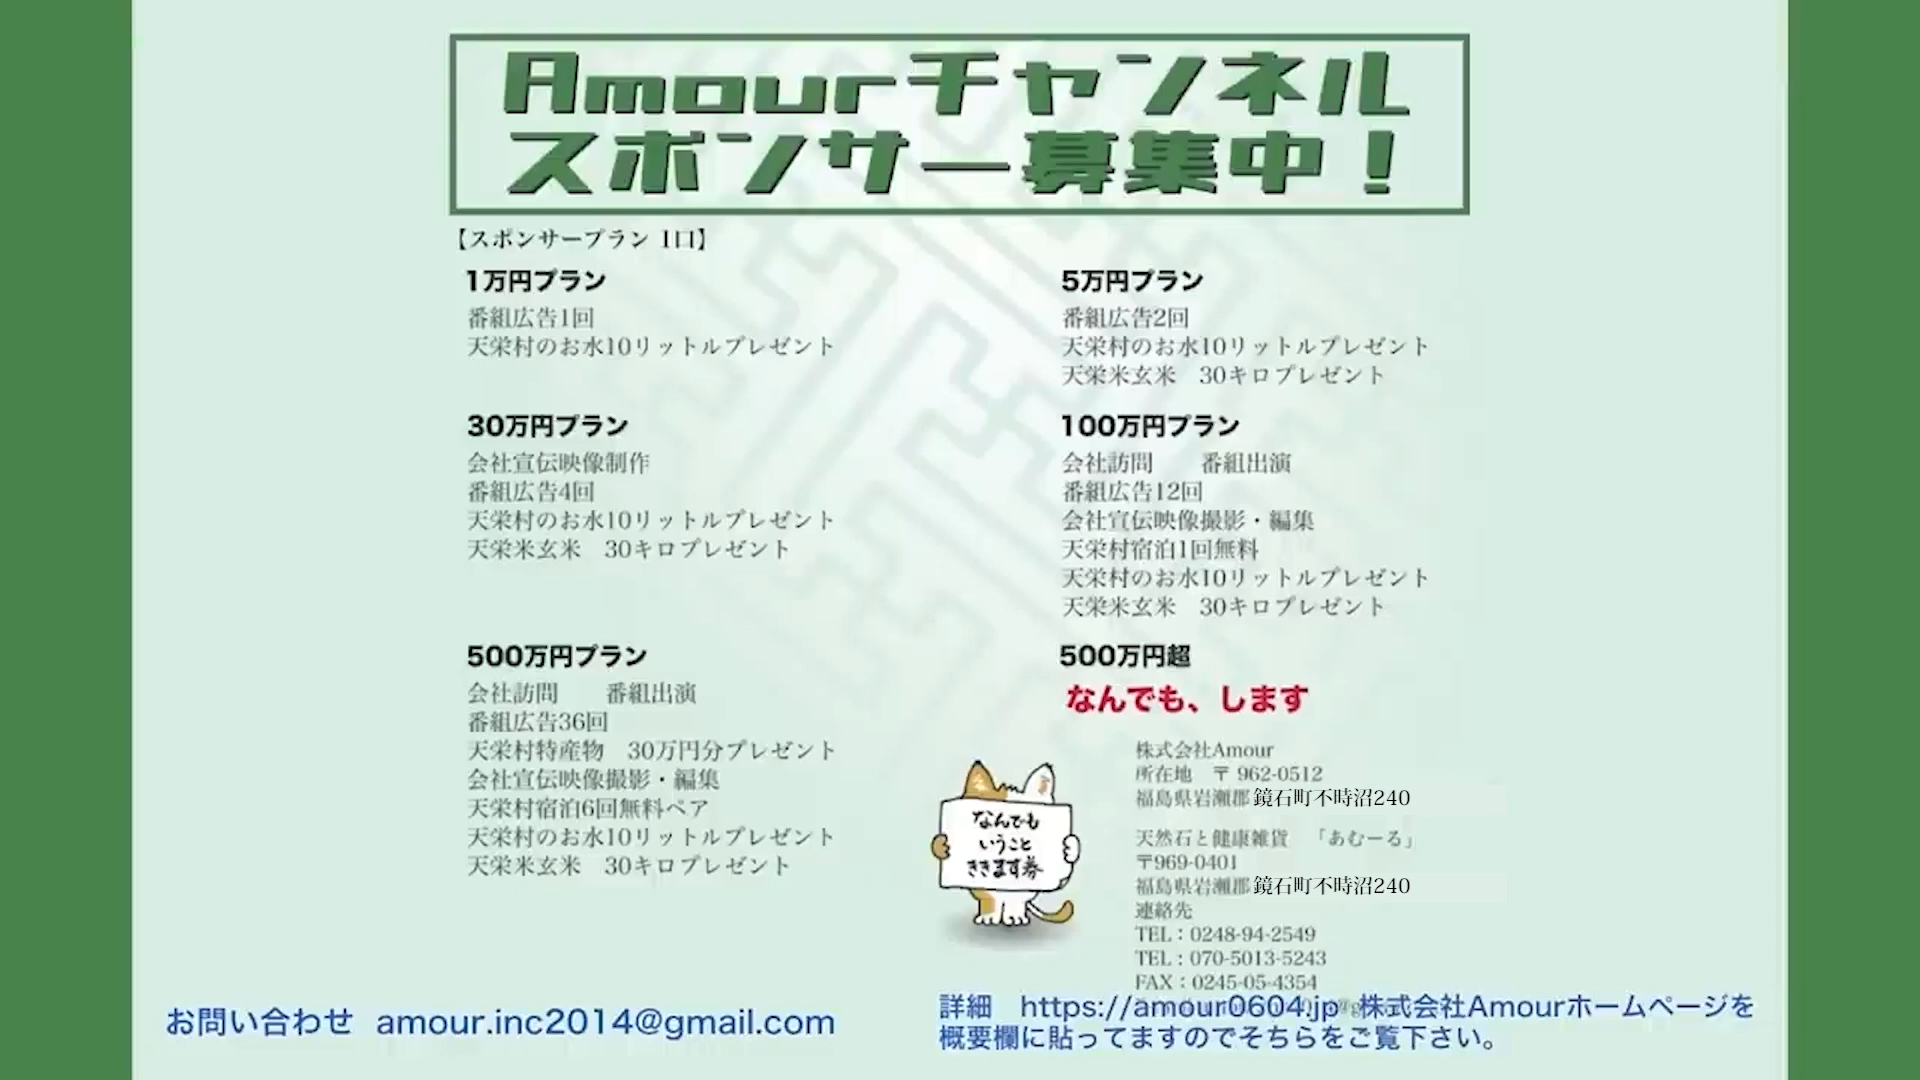 Amourチャンネル
スポンサー募集中！
【スポンサープラン 1口】
1万円プラン
番組広告1回
天栄村のお水10リットルプレゼント
5万円プラン
番組広告2回
天栄村のお水10リットルプレゼント
天栄米玄米　30キロプレゼント
30万円プラン
会社宣伝映像制作
番組広告4回
天栄村のお水10リットルプレゼント
天栄米玄米　30キロプレゼント
100万円プラン
会社訪問　　番組出演
番組広告12回
会社宣伝映像撮影・編集
天栄村宿泊1回無料
天栄村のお水10リットルプレゼント
天栄米玄米　30キロプレゼント
500万円プラン
会社訪問　　番組出演
番組広告36回
天栄村特産物　30万円分プレゼント
会社宣伝映像撮影・編集
天栄村宿泊6回無料ペア
天栄村のお水10リットルプレゼント
天栄米玄米　30キロプレゼント
500万円超
なんでも、します
なんでも
いうこと
ききます券
株式会社Amour
所在地　〒 962-0512
福島県岩瀬郡鏡石町不時沼240
天然石と健康雑貨　「あむーる」
〒969-0401
福島県岩瀬郡鏡石町不時沼240
連絡先
TEL：0248-94-2549
TEL：070-5013-5243
FAX：0245-05-4354
お問い合わせ　amour.inc2014@gmail.com
詳細　https://amour0604.jp　株式会社Amourホームページを
概要欄に貼ってますのでそちらをご覧下さい。